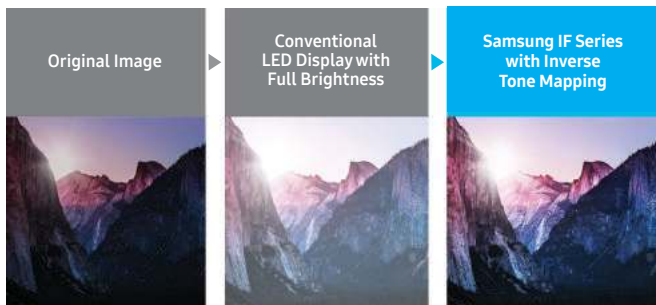 Original Image
Conventional
LED Display with
Full Brightness
Samsung IF Series
with Inverse
Tone Mapping